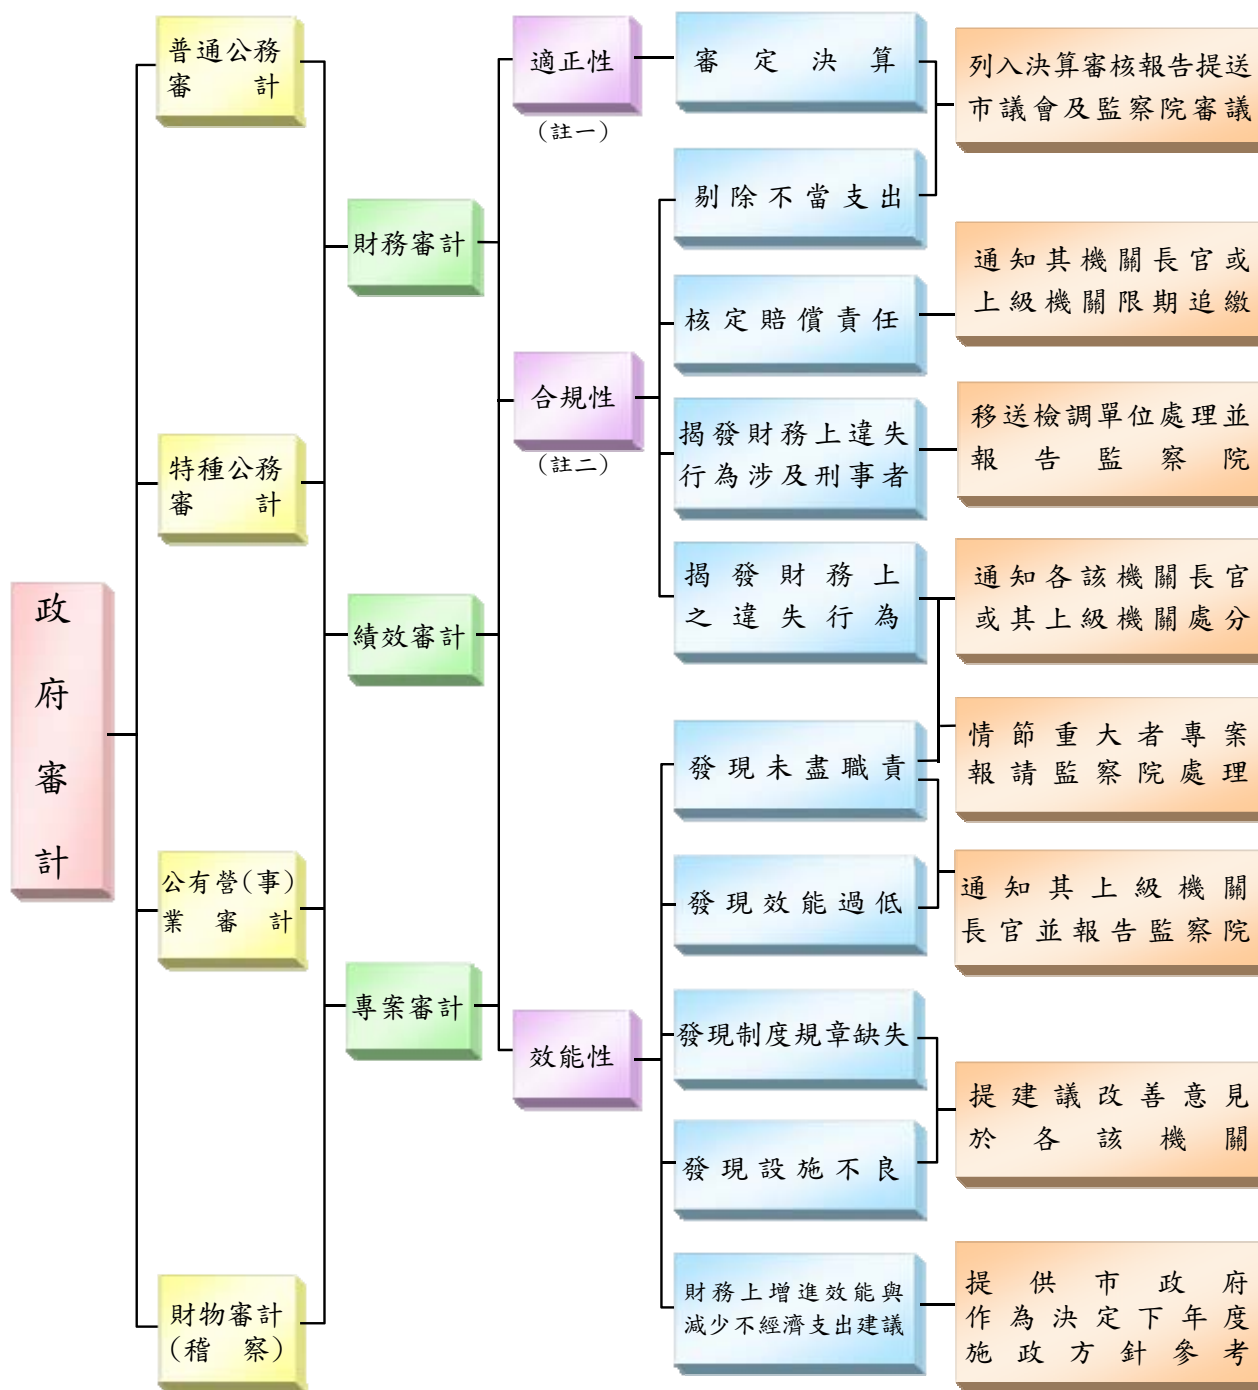 政府審計
普通公務
審計
特種公務
審計
公有營(事)
業審計
財物審計
(稽察)
財務審計
績效審計
專案審計
適正性
(註一)
合規性
(註二)
效能性
審定決算
剔除不當支出
核定賠償責任
揭發財務上違失
行為涉及刑事者
揭發財務上
之違失行為
發現未盡職責
發現效能過低
發現制度規章缺失
發現設施不良
財務上增進效能與
減少不經濟支出建議
列入決算審核報告提送
市議會及監察院審議
通知其機關長官或
上級機關限期追繳
移送檢調單位處理並
報告監察院
通知各該機關長官
或其上級機關處分
情節重大者專案
報請監察院處理
通知其上級機關
長官並報告監察院
提建議改善意見
於各該機關
提供市政府
作為決定下年度
施政方針參考